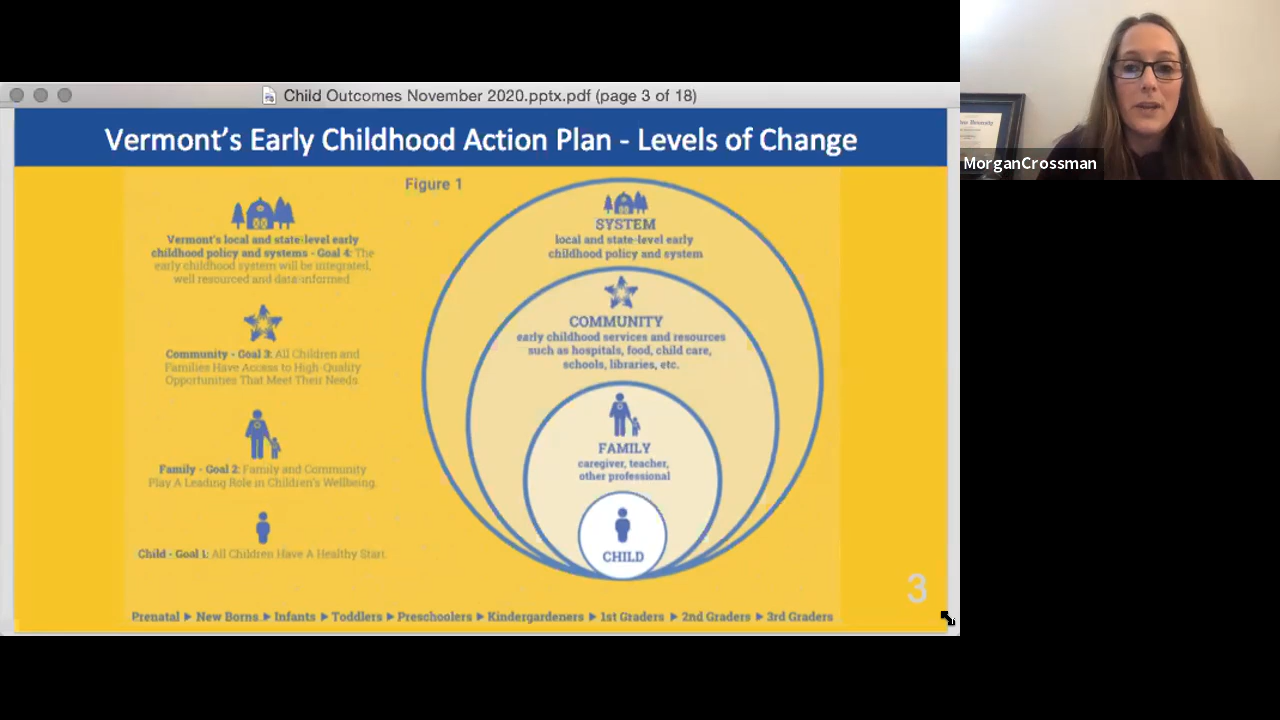 Child Outcomes November 2020.pptx.pdf (page 3 of 18)
Vermont's Early Childhood Action Plan - Levels of Change
Figure 1
Vermont's local and state-level early
childhood policy and systems - Goal 4: The
early childhood system will be integrated,
well resourced and data-informed.
Community - Goal 3: All Children and
Families Have Access to High-Quality
Opportunities That Meet Their Needs.
Family - Goal 2: Family and Community
Play A Leading Role in Children's Wellbeing.
Child - Goal 1: All Children Have A Healthy Start.
SYSTEM
local and state-level early
childhood policy and system
COMMUNITY
early childhood services and resources
such as hospitals, food, child care,
schools, libraries, etc.
FAMILY
caregiver, teacher,
other professional
CHILD
3
Prenatal ▶ New Borns ▶ Infants ▶ Toddlers ▶ Preschoolers ▶ Kindergardeners ▶ 1st Graders ▶ 2nd Graders ▶ 3rd Graders
MorganCrossman